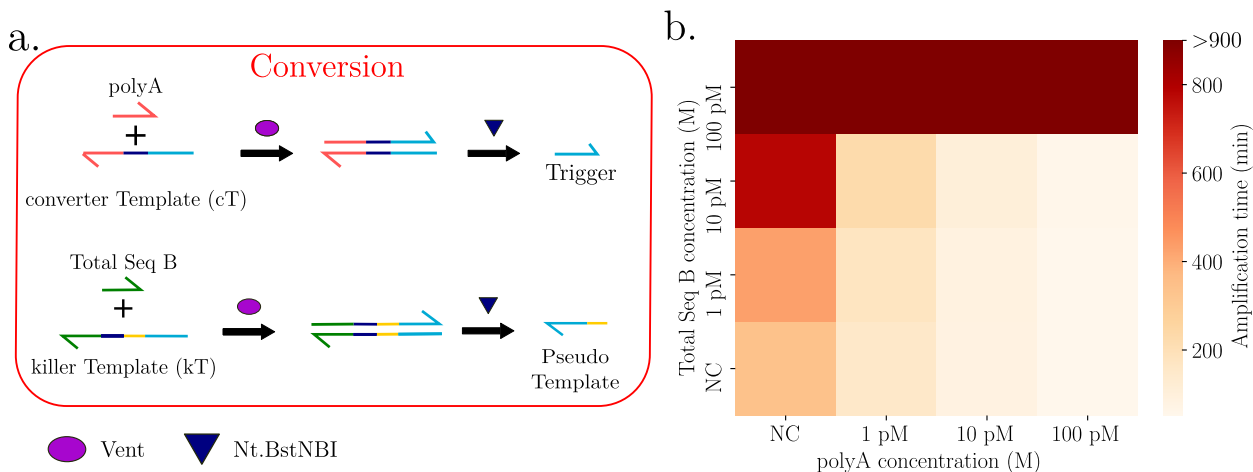 a.
Conversion
polyA
+
converter Template (cT)
Trigger
Total Seq B
+
killer Template (kT)
Pseudo
Template
Vent
Nt.BstNBI
b.
Total Seq B concentration (M)
100 pM
10 pM
1 pM
NC
NC
1 pM
10 pM
100 pM
polyA concentration (M)
>900
800
600
400
200
Amplification time (min)